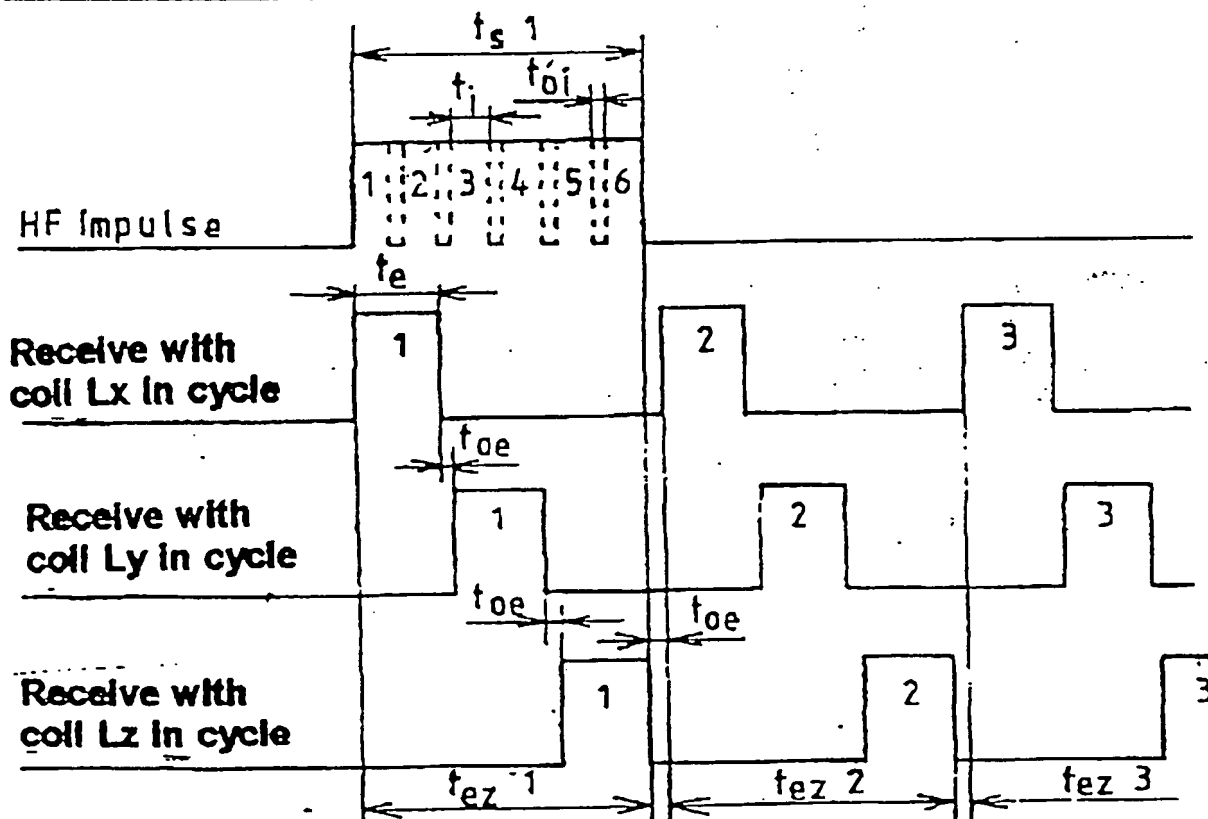 ts 1
ti
tói
1 2 3 4 5 6
HF Impulse
te
Receive with
coil Lx in cycle
1 2 3
toe
Receive with
coil Ly in cycle
1 2 3
toe
toe
Receive with
coil Lz in cycle
1 2 3
tez 1
tez 2
tez 3